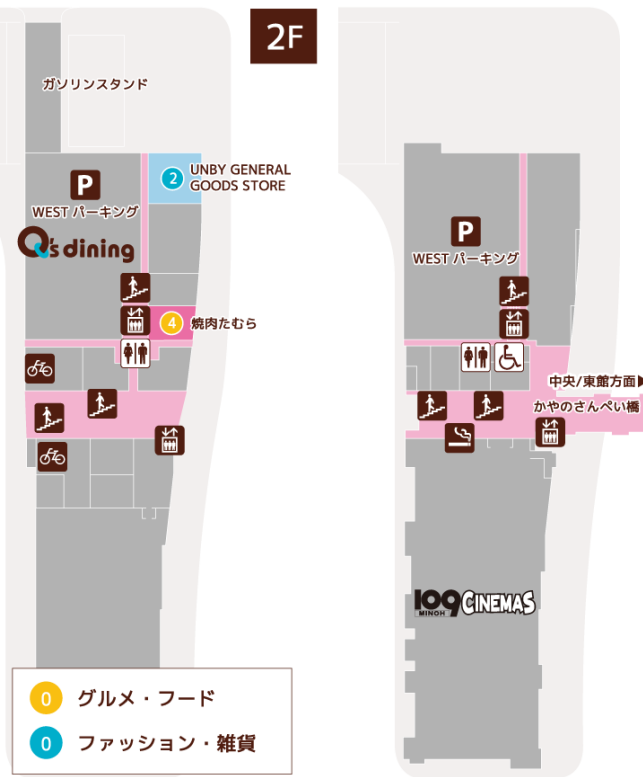 2F
ガソリンスタンド
2
UNBY GENERAL
GOODS STORE
P
WEST パーキング
Q's dining
4
焼肉たむら
P
WEST パーキング
中央/東館方面
かやのさんぺい橋
109 CINEMAS
MINOH
0 グルメ・フード
0 ファッション・雑貨